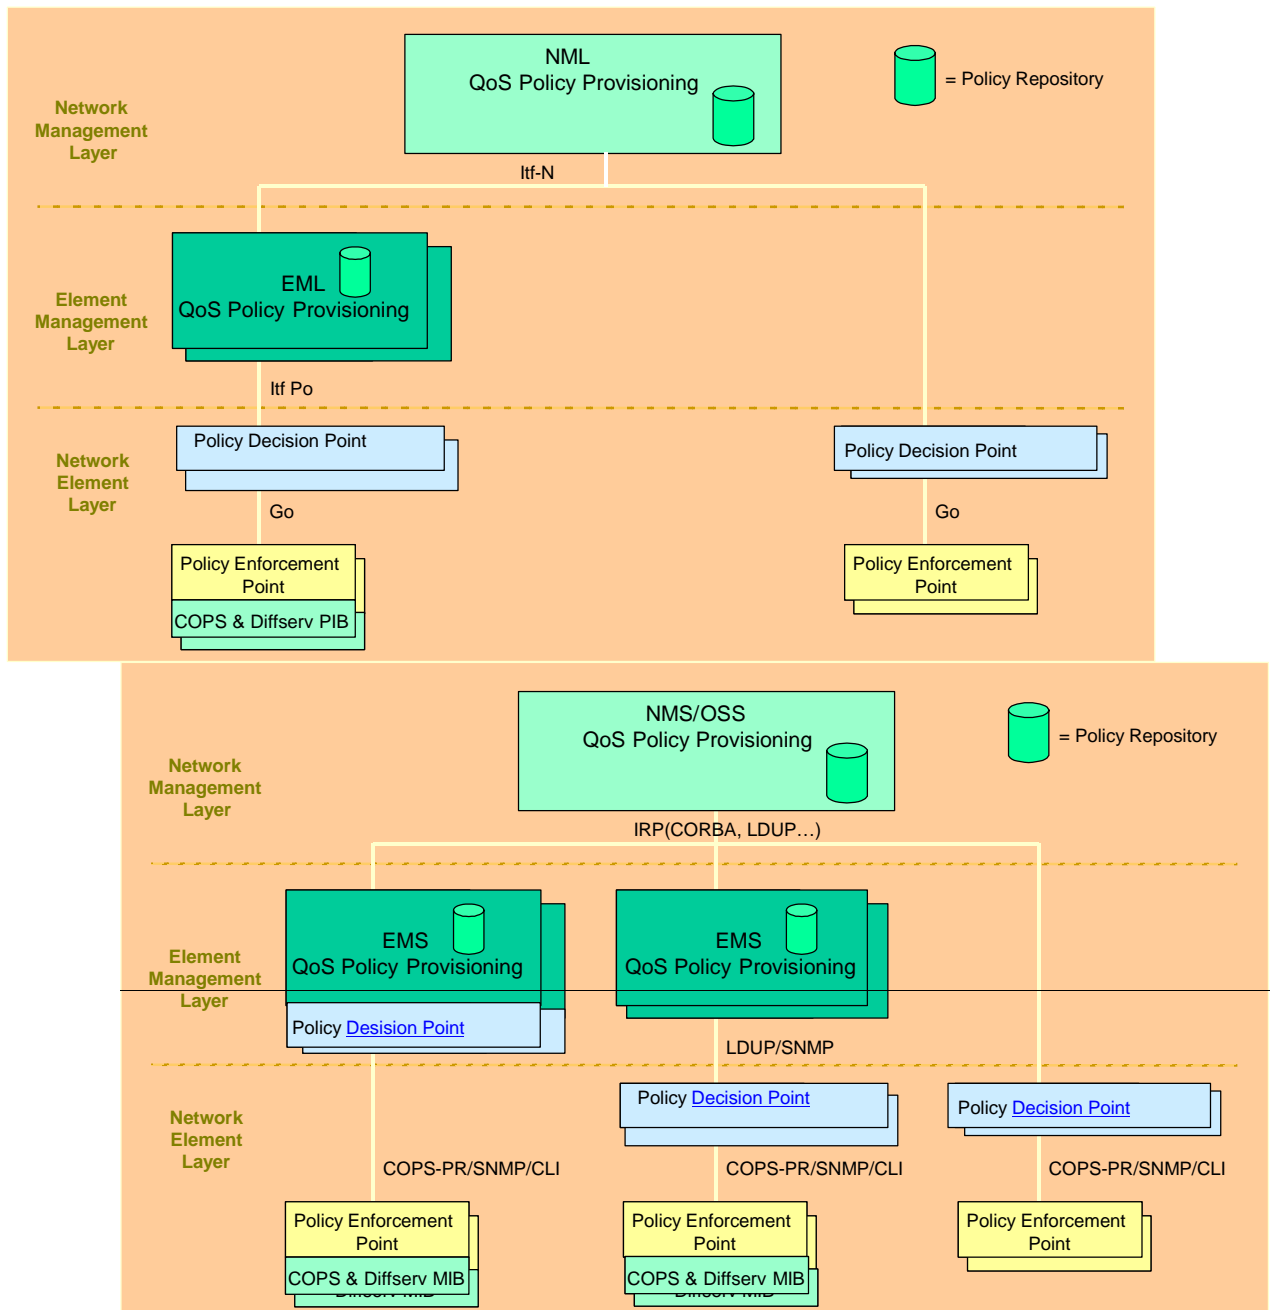 NML
QoS Policy Provisioning
= Policy Repository
Network
Management
Layer
Itf-N
EML
QoS Policy Provisioning
Element
Management
Layer
Itf Po
Policy Decision Point
Policy Decision Point
Network
Element
Layer
Go
Go
Policy Enforcement
Point
COPS & Diffserv PIB
Policy Enforcement
Point
NMS/OSS
QoS Policy Provisioning
= Policy Repository
Network
Management
Layer
IRP(CORBA, LDUP…)
EMS
QoS Policy Provisioning
EMS
QoS Policy Provisioning
Element
Management
Layer
Policy Desision Point
LDUP/SNMP
Policy Decision Point
Policy Decision Point
Network
Element
Layer
COPS-PR/SNMP/CLI
COPS-PR/SNMP/CLI
COPS-PR/SNMP/CLI
Policy Enforcement
Point
COPS & Diffserv MIB
Diffserv MIB
Policy Enforcement
Point
COPS & Diffserv MIB
Diffserv MIB
Policy Enforcement
Point